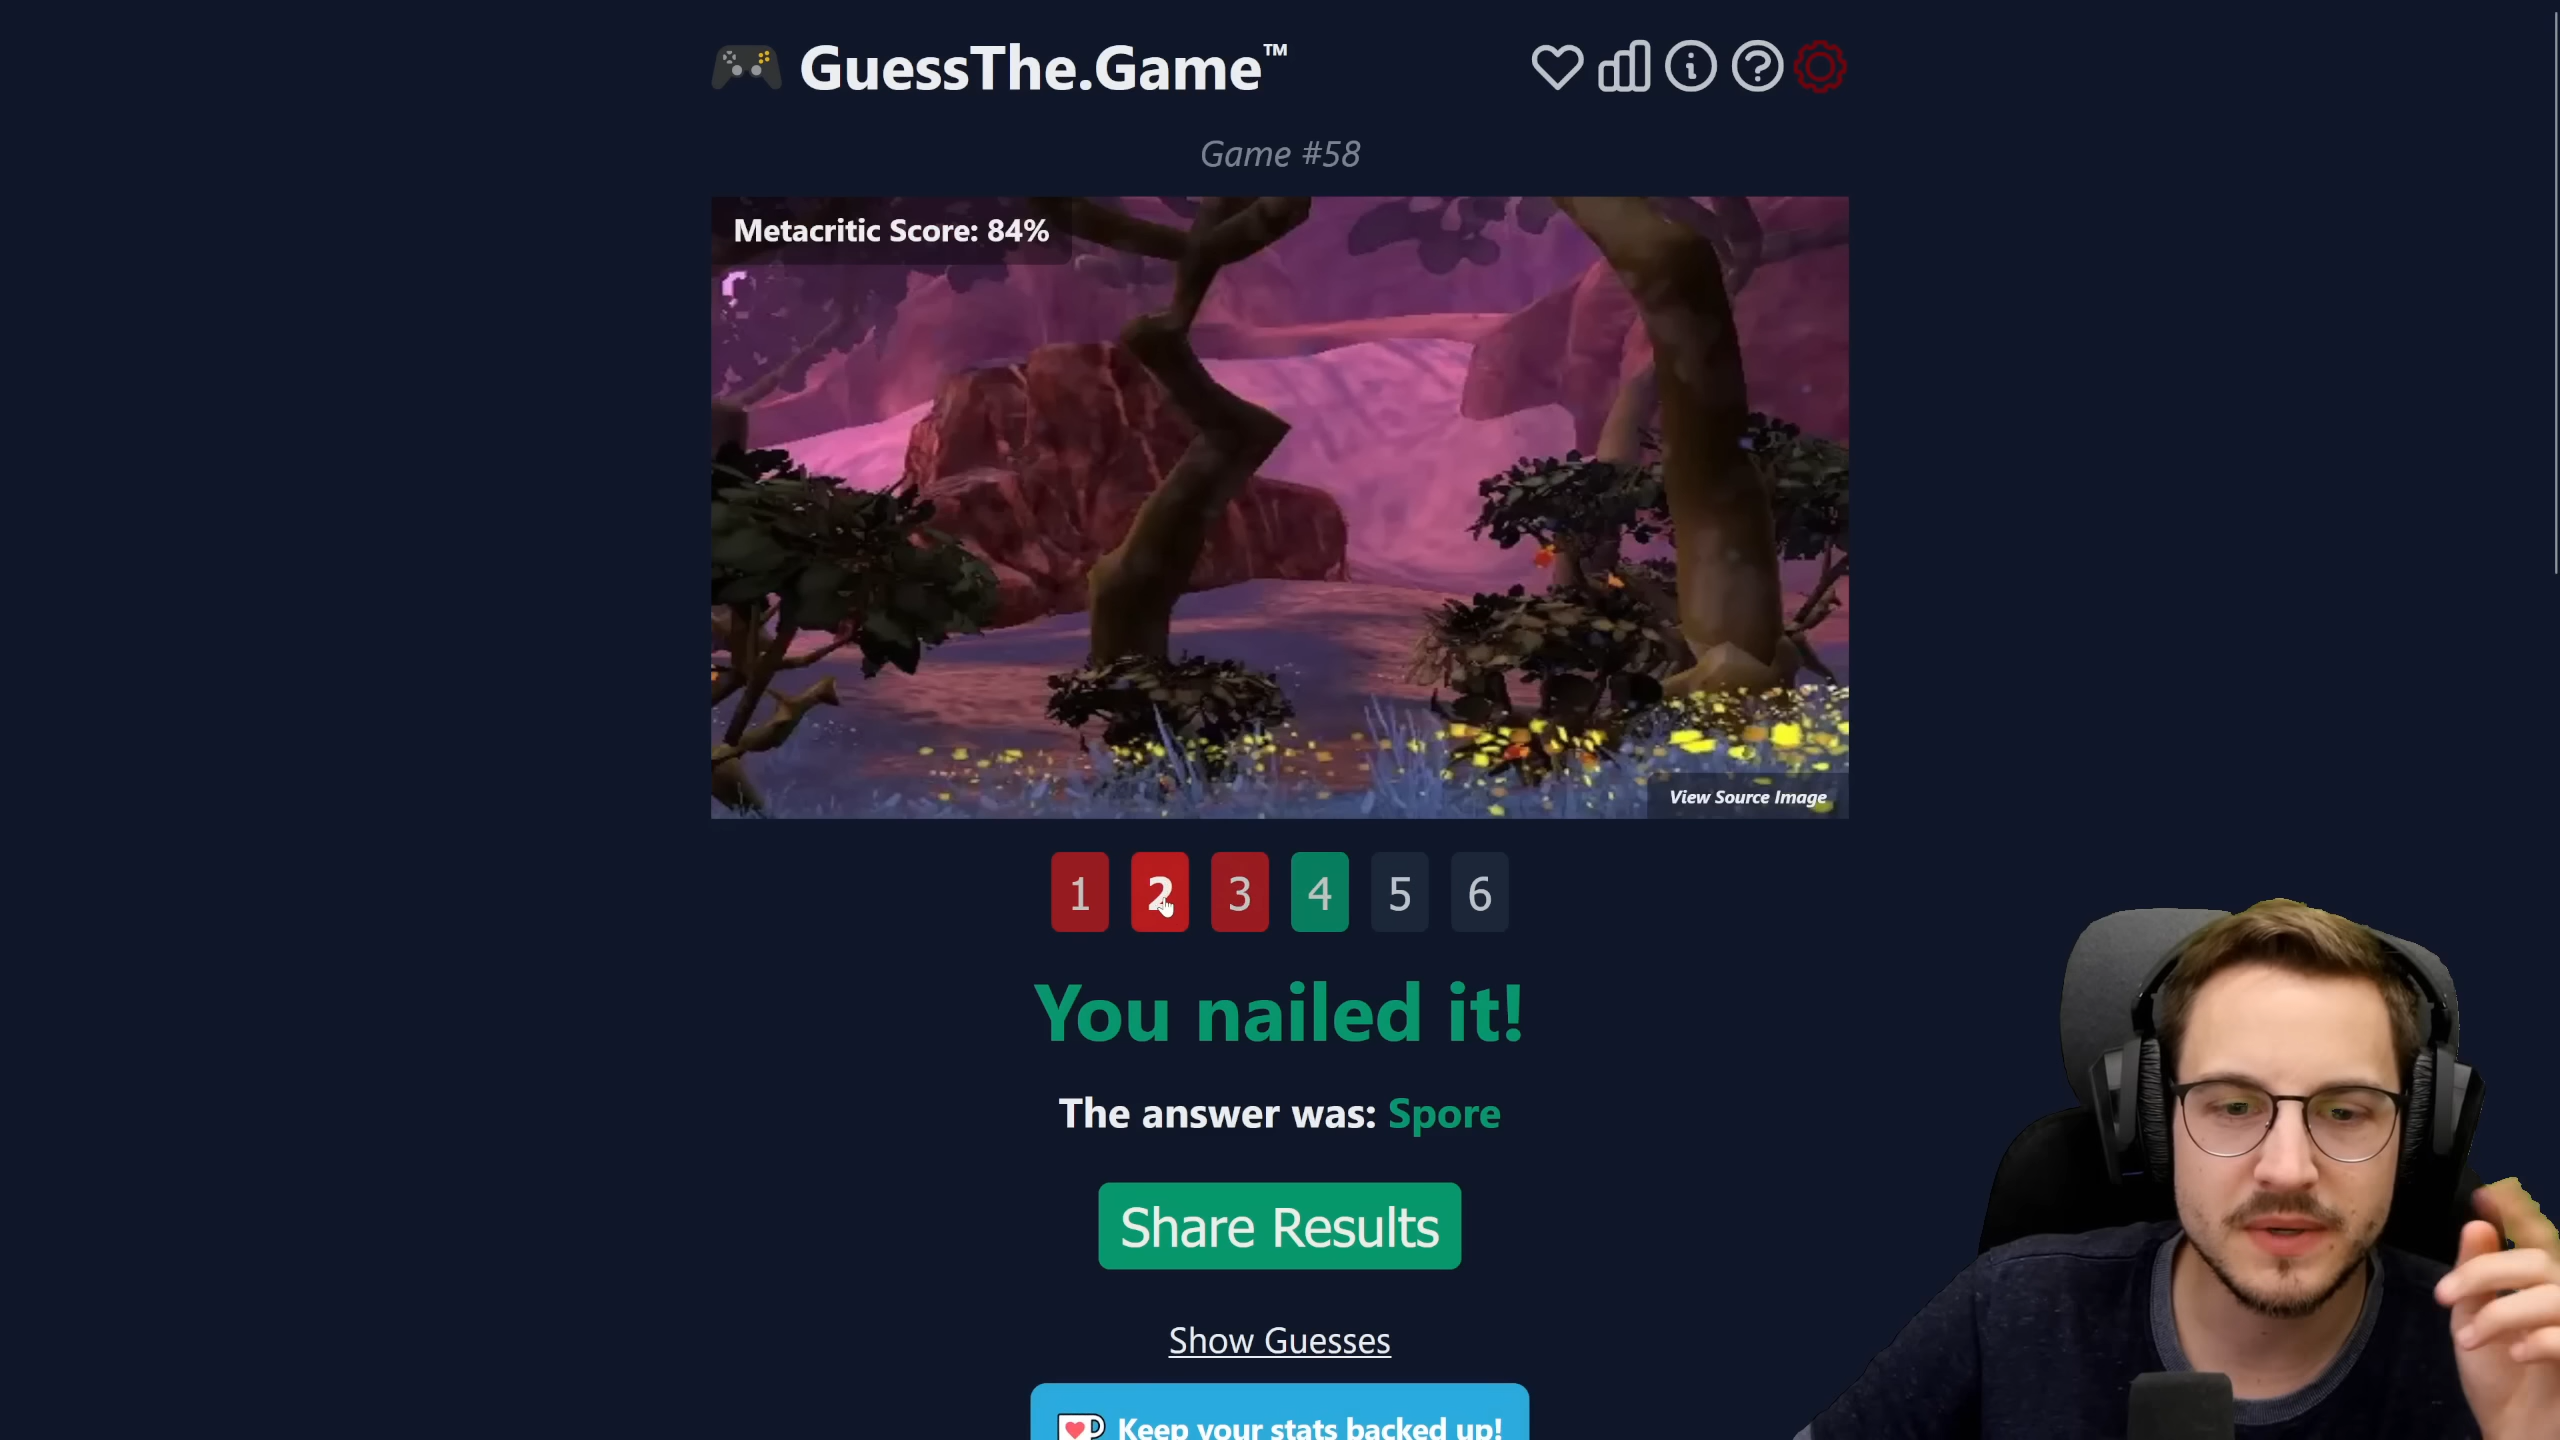 GuessThe.Game™
Game #58
Metacritic Score: 84%
View Source Image
1 2 3 4 5 6
You nailed it!
The answer was: Spore
Share Results
Show Guesses
Keep your stats backed up!